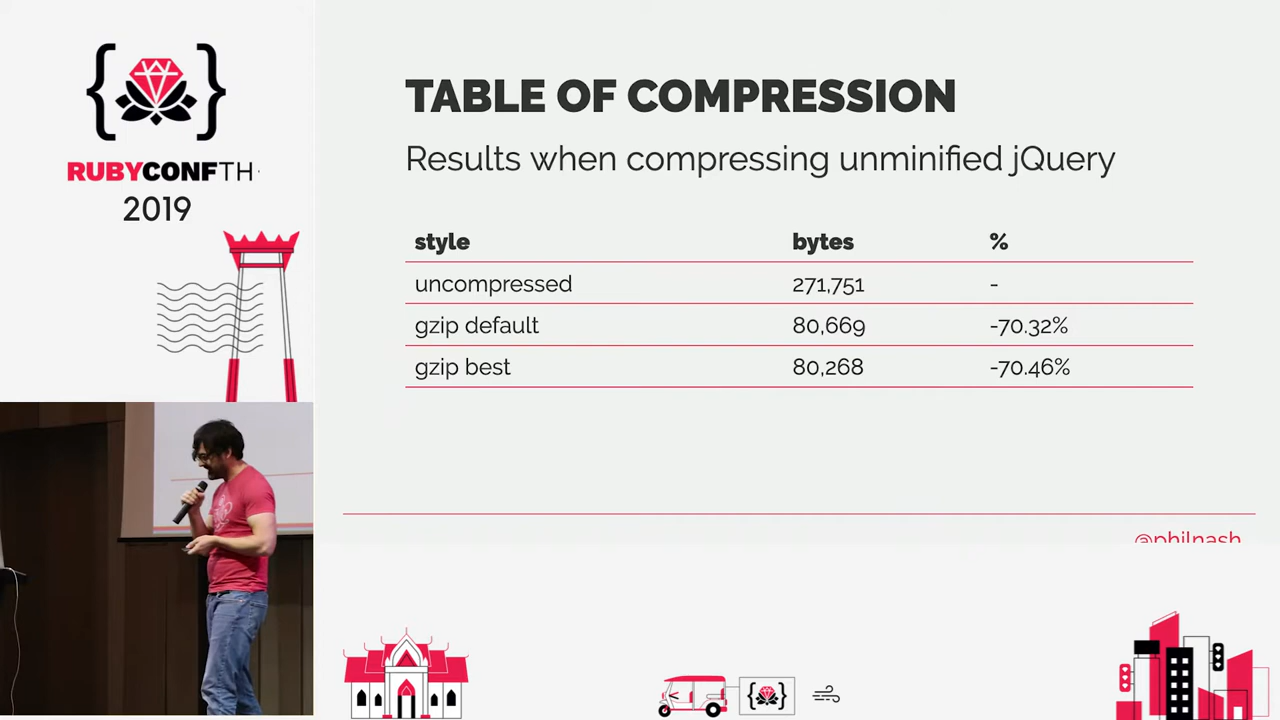 RUBYCONFTH
2019
TABLE OF COMPRESSION
Results when compressing unminified jQuery
style bytes %
uncompressed 271,751 -
gzip default 80,669 -70.32%
gzip best 80,268 -70.46%
@philnash